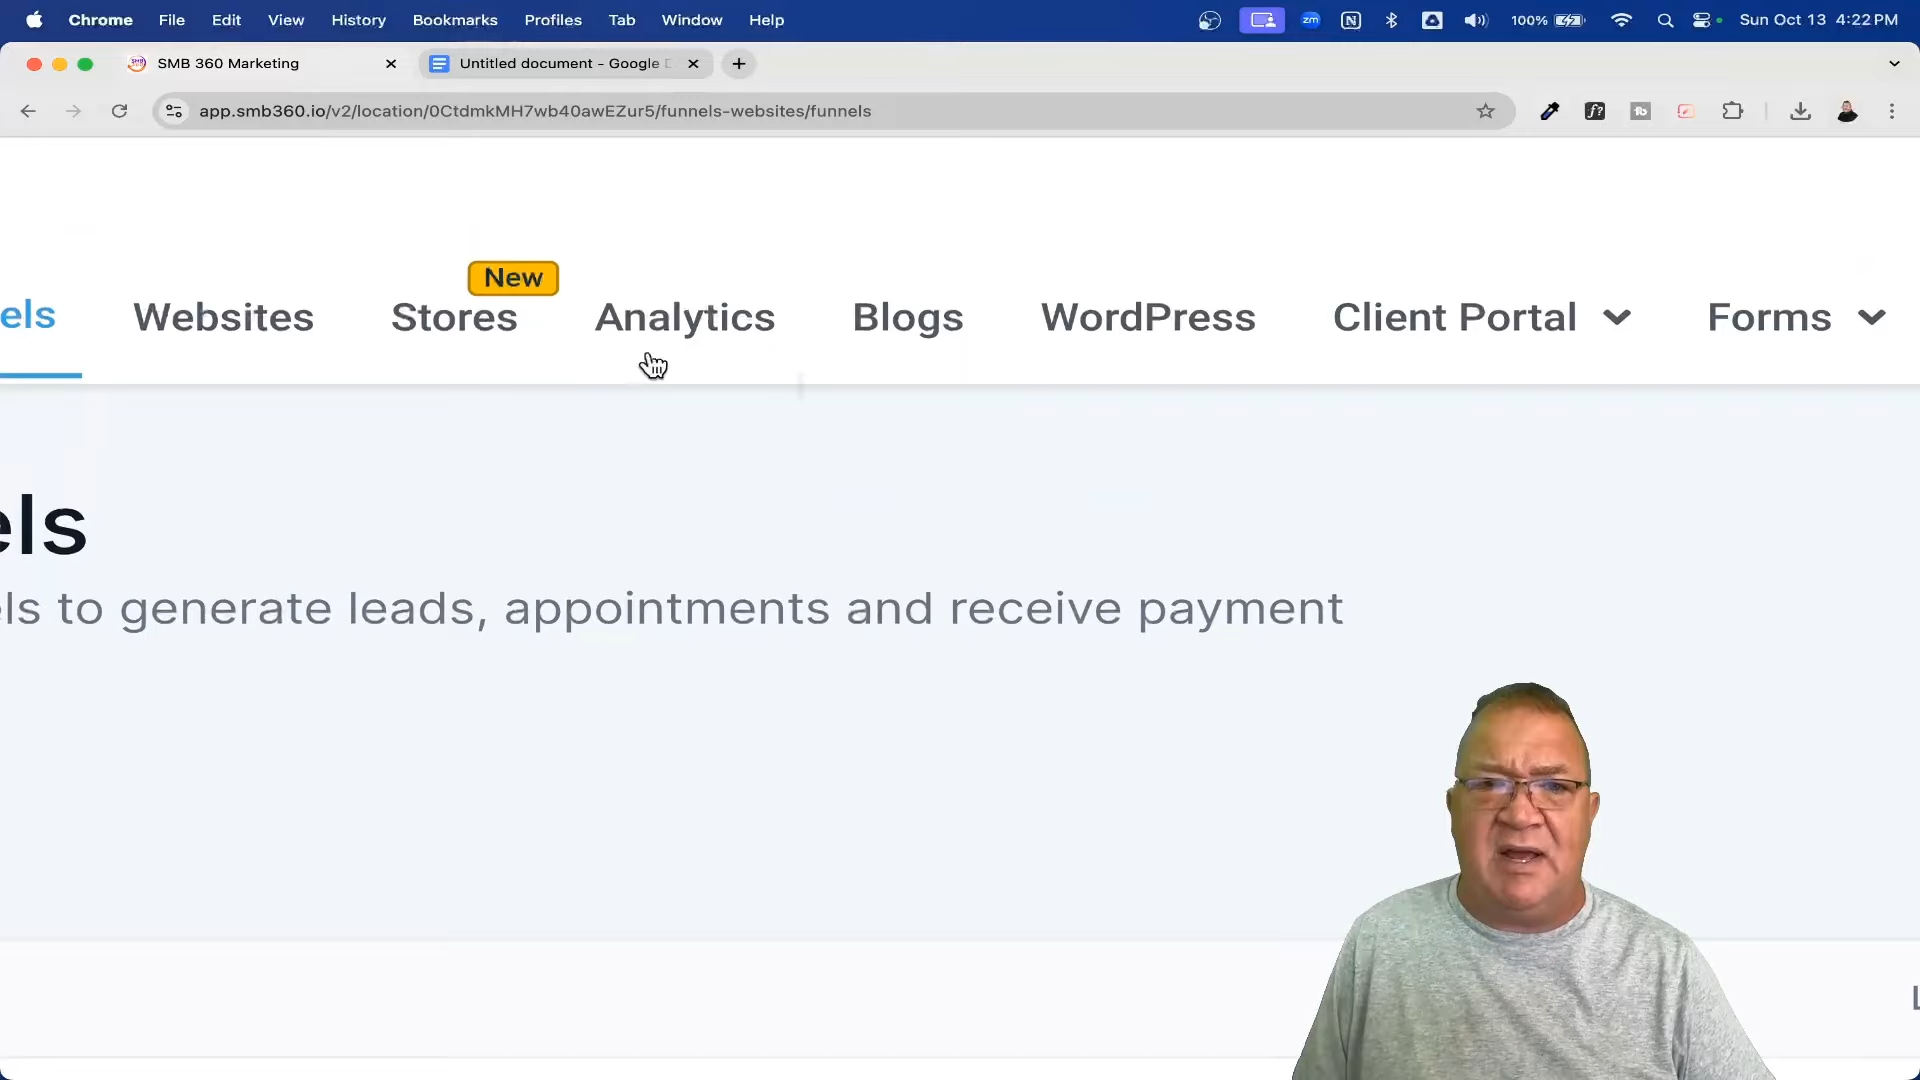 Chrome File Edit View History Bookmarks Profiles Tab Window Help zm 100% Sun Oct 13 4:22 PM
SMB 360 Marketing Untitled document - Google
app.smb360.io/v2/location/0CtdmkMH7wb40awEZur5/funnels-websites/funnels f?
New
els Websites Stores Analytics Blogs WordPress Client Portal Forms
els
els to generate leads, appointments and receive payment